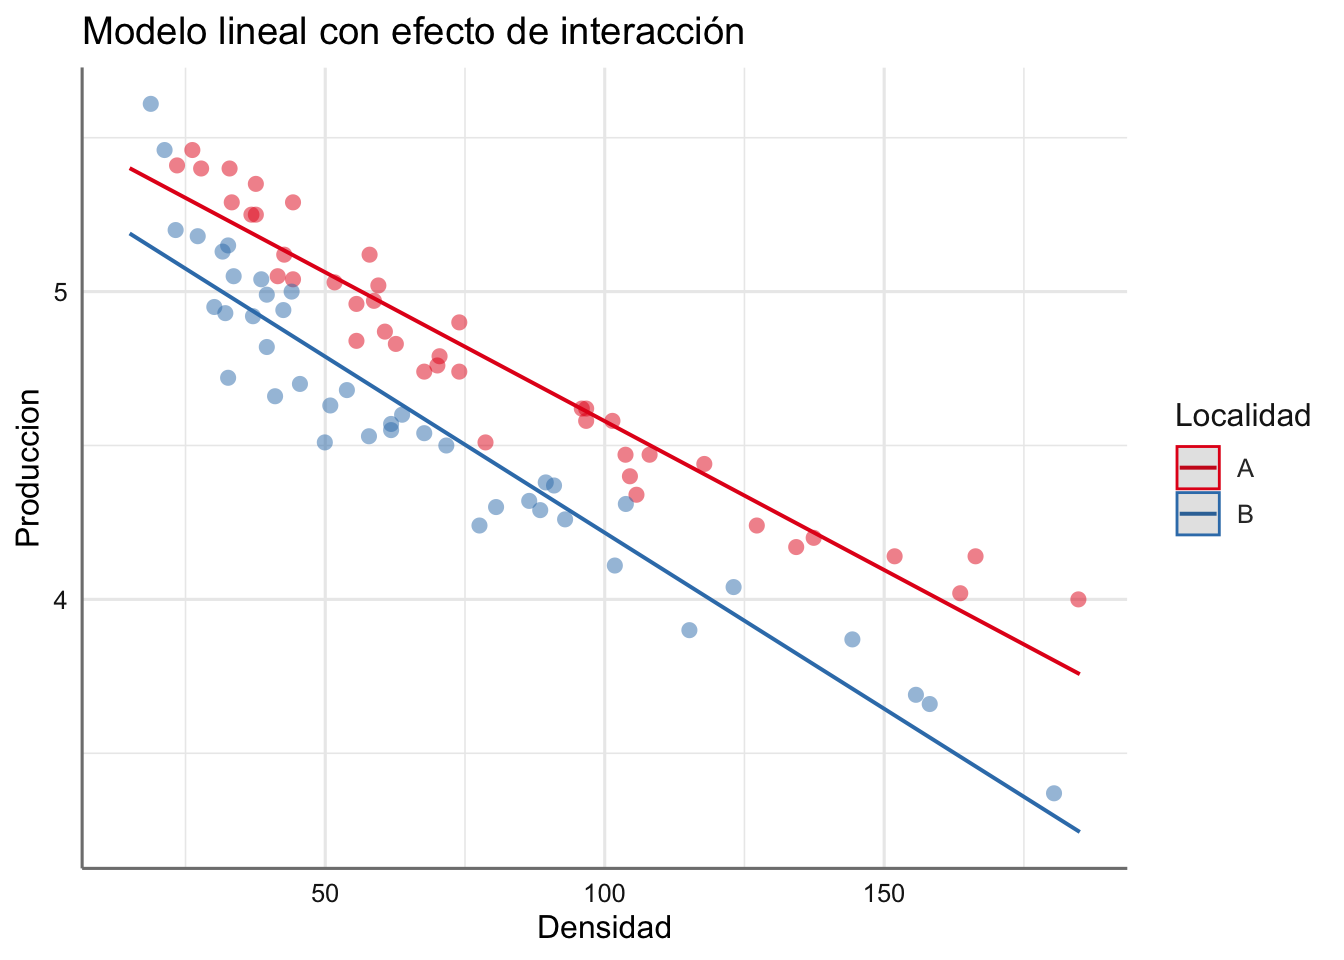 Modelo lineal con efecto de interacción
5
4
Produccion
50 100 150
Densidad
Localidad
A
B